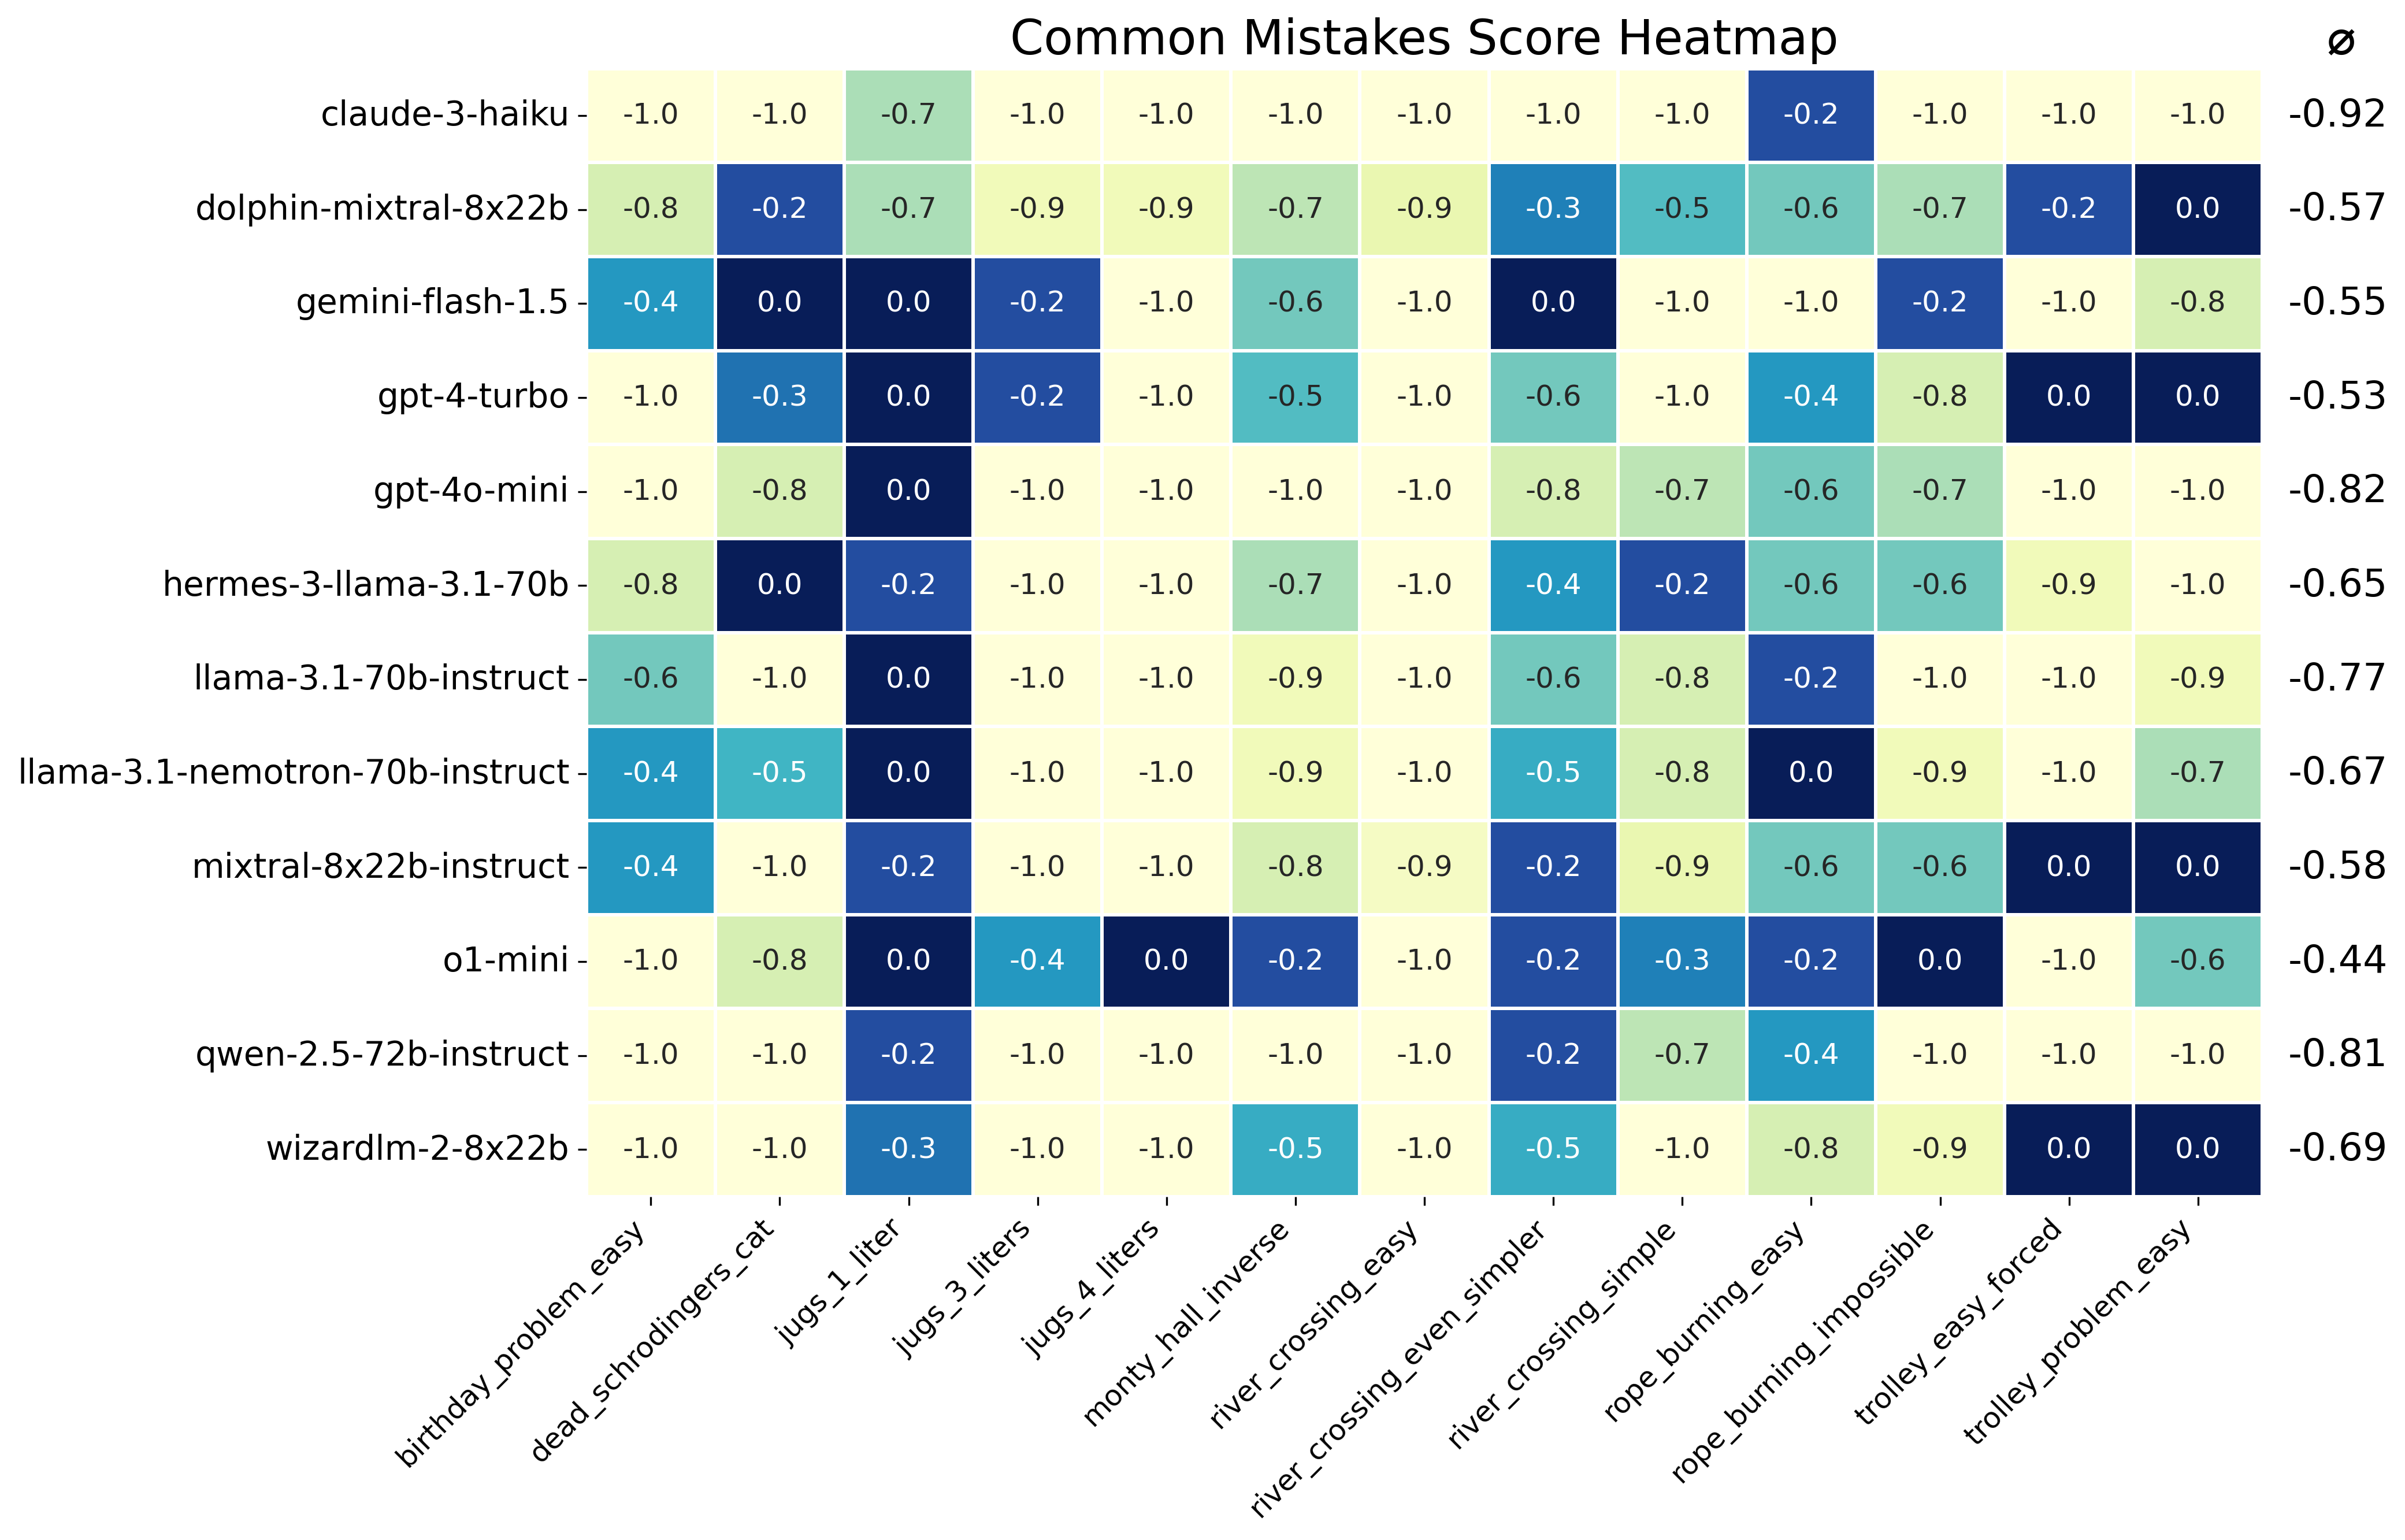 Common Mistakes Score Heatmap ⌀
claude-3-haiku -1.0 -1.0 -0.7 -1.0 -1.0 -1.0 -1.0 -1.0 -1.0 -0.2 -1.0 -1.0 -1.0 -0.92
dolphin-mixtral-8x22b -0.8 -0.2 -0.7 -0.9 -0.9 -0.7 -0.9 -0.3 -0.5 -0.6 -0.7 -0.2 0.0 -0.57
gemini-flash-1.5 -0.4 0.0 0.0 -0.2 -1.0 -0.6 -1.0 0.0 -1.0 -1.0 -0.2 -1.0 -0.8 -0.55
gpt-4-turbo -1.0 -0.3 0.0 -0.2 -1.0 -0.5 -1.0 -0.6 -1.0 -0.4 -0.8 0.0 0.0 -0.53
gpt-4o-mini -1.0 -0.8 0.0 -1.0 -1.0 -1.0 -1.0 -0.8 -0.7 -0.6 -0.7 -1.0 -1.0 -0.82
hermes-3-llama-3.1-70b -0.8 0.0 -0.2 -1.0 -1.0 -0.7 -1.0 -0.4 -0.2 -0.6 -0.6 -0.9 -1.0 -0.65
llama-3.1-70b-instruct -0.6 -1.0 0.0 -1.0 -1.0 -0.9 -1.0 -0.6 -0.8 -0.2 -1.0 -1.0 -0.9 -0.77
llama-3.1-nemotron-70b-instruct -0.4 -0.5 0.0 -1.0 -1.0 -0.9 -1.0 -0.5 -0.8 0.0 -0.9 -1.0 -0.7 -0.67
mixtral-8x22b-instruct -0.4 -1.0 -0.2 -1.0 -1.0 -0.8 -0.9 -0.2 -0.9 -0.6 -0.6 0.0 0.0 -0.58
o1-mini -1.0 -0.8 0.0 -0.4 0.0 -0.2 -1.0 -0.2 -0.3 -0.2 0.0 -1.0 -0.6 -0.44
qwen-2.5-72b-instruct -1.0 -1.0 -0.2 -1.0 -1.0 -1.0 -1.0 -0.2 -0.7 -0.4 -1.0 -1.0 -1.0 -0.81
wizardlm-2-8x22b -1.0 -1.0 -0.3 -1.0 -1.0 -0.5 -1.0 -0.5 -1.0 -0.8 -0.9 0.0 0.0 -0.69
birthday_problem_easy
dead_schrodingers_cat
jugs_1_liter
jugs_3_liters
jugs_4_liters
monty_hall_inverse
river_crossing_easy
river_crossing_even_simpler
river_crossing_simple
rope_burning_easy
rope_burning_impossible
trolley_easy_forced
trolley_problem_easy